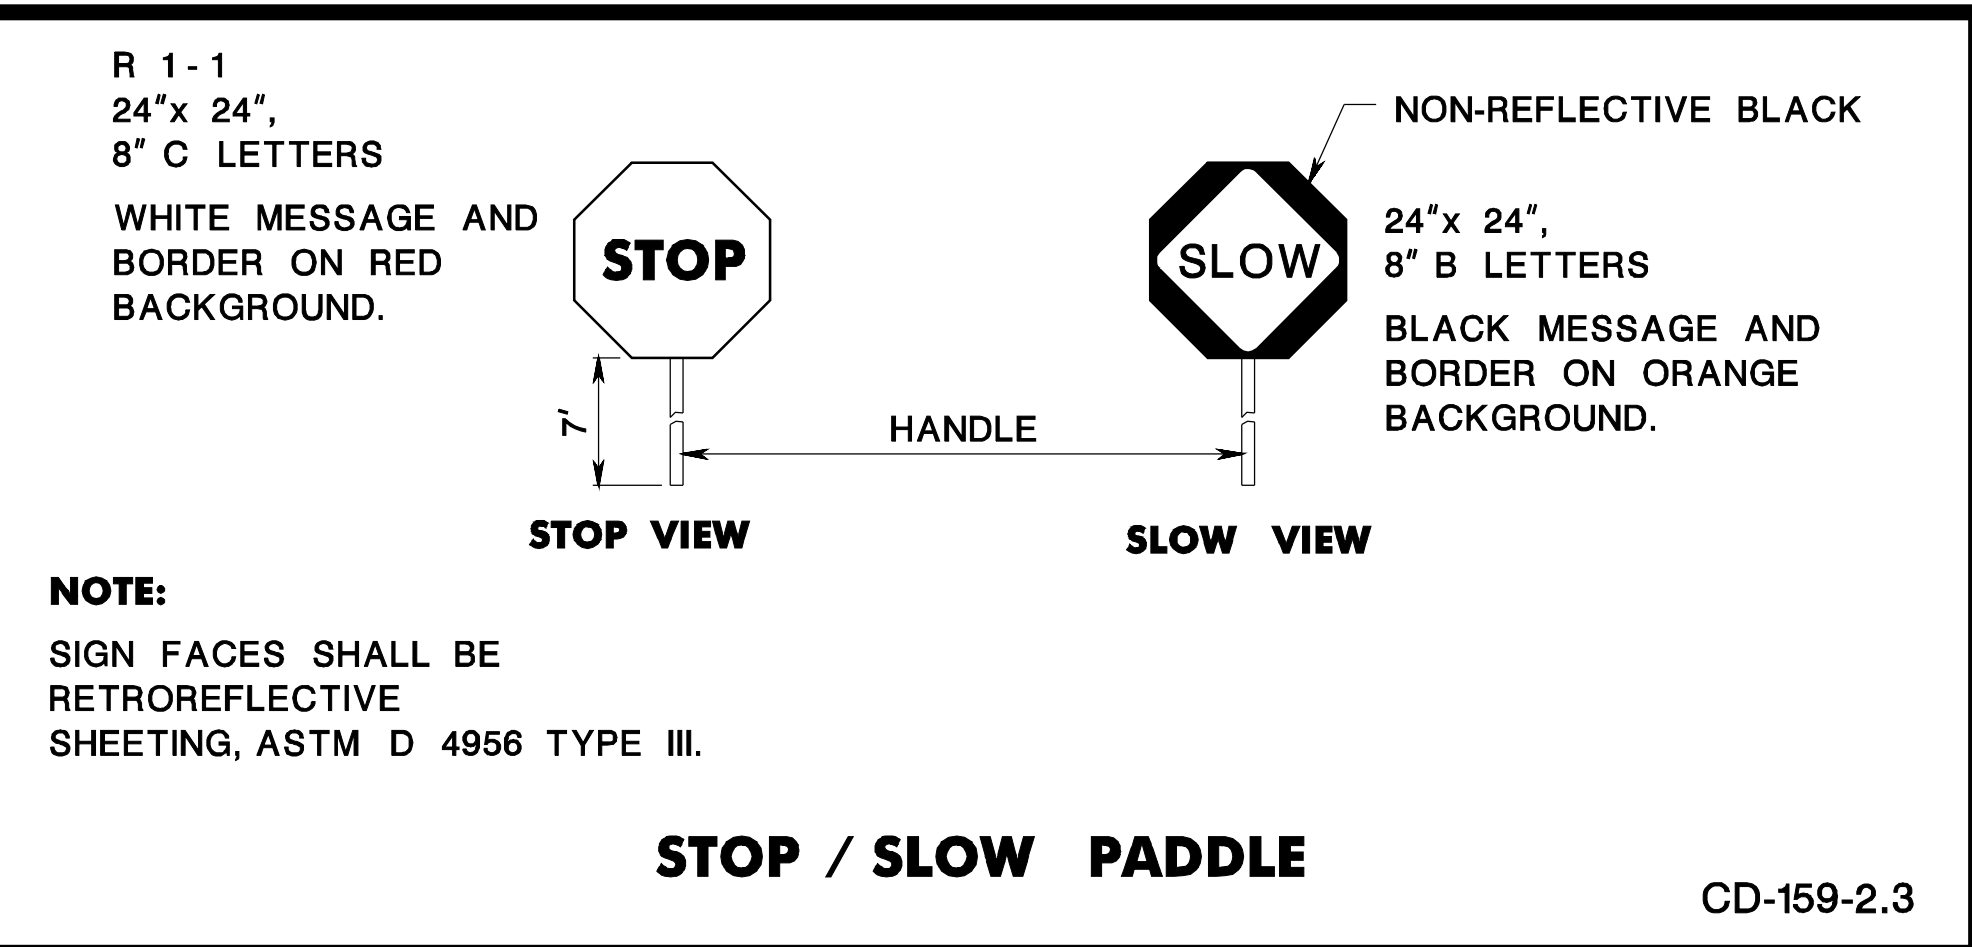 R 1-1
24"x 24",
8" C LETTERS
WHITE MESSAGE AND
BORDER ON RED
BACKGROUND.
STOP
7'
STOP VIEW
HANDLE
NON-REFLECTIVE BLACK
SLOW
24"x 24",
8" B LETTERS
BLACK MESSAGE AND
BORDER ON ORANGE
BACKGROUND.
SLOW VIEW
NOTE:
SIGN FACES SHALL BE
RETROREFLECTIVE
SHEETING, ASTM D 4956 TYPE III.
STOP / SLOW PADDLE
CD-159-2.3